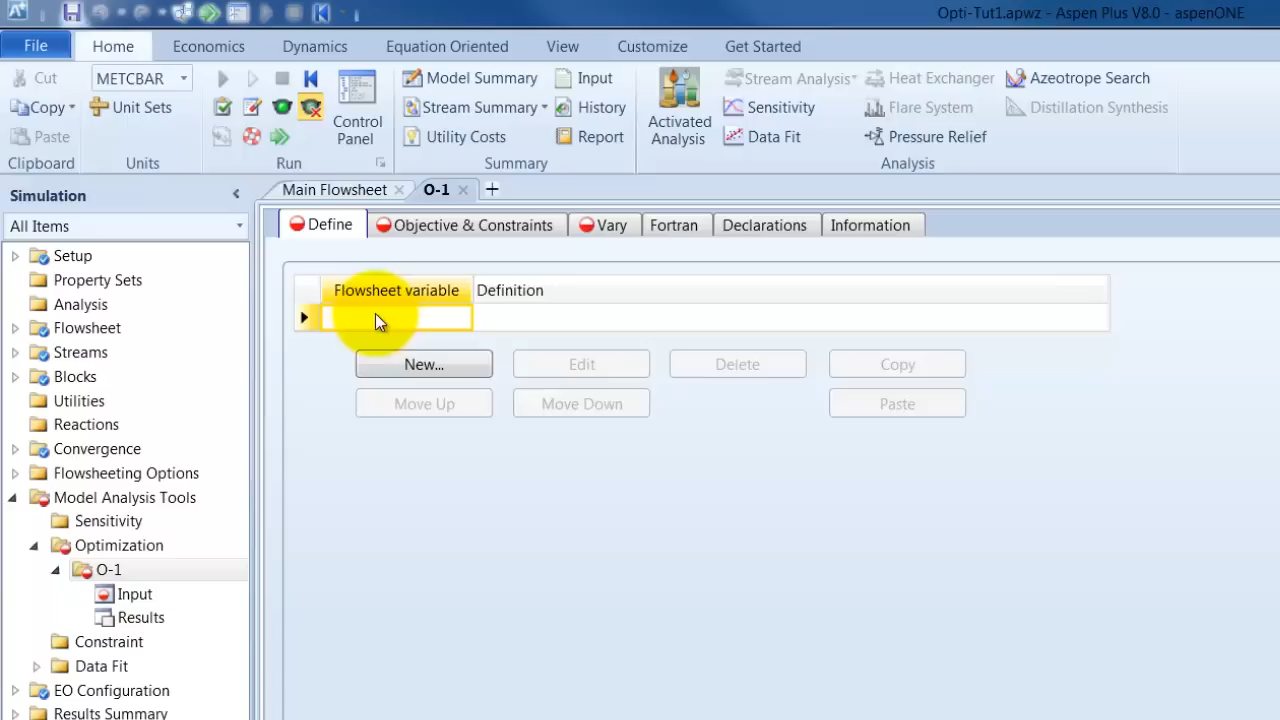 Opti-Tut1.apwz - Aspen Plus V8.0 - aspenONE
File Home Economics Dynamics Equation Oriented View Customize Get Started
Cut METCBAR Model Summary Input Stream Analysis Heat Exchanger Azeotrope Search
Copy Unit Sets Stream Summary History Sensitivity Flare System Distillation Synthesis
Paste Control Panel Utility Costs Report Activated Analysis Data Fit Pressure Relief
Clipboard Units Run Summary Analysis
Simulation Main Flowsheet O-1
All Items Define Objective & Constraints Vary Fortran Declarations Information
Setup
Property Sets
Analysis
Flowsheet
Streams
Blocks
Utilities
Reactions
Convergence
Flowsheeting Options
Model Analysis Tools
Sensitivity
Optimization
O-1
Input
Results
Constraint
Data Fit
EO Configuration
Results Summary
Flowsheet variable Definition
New... Edit Delete Copy
Move Up Move Down Paste